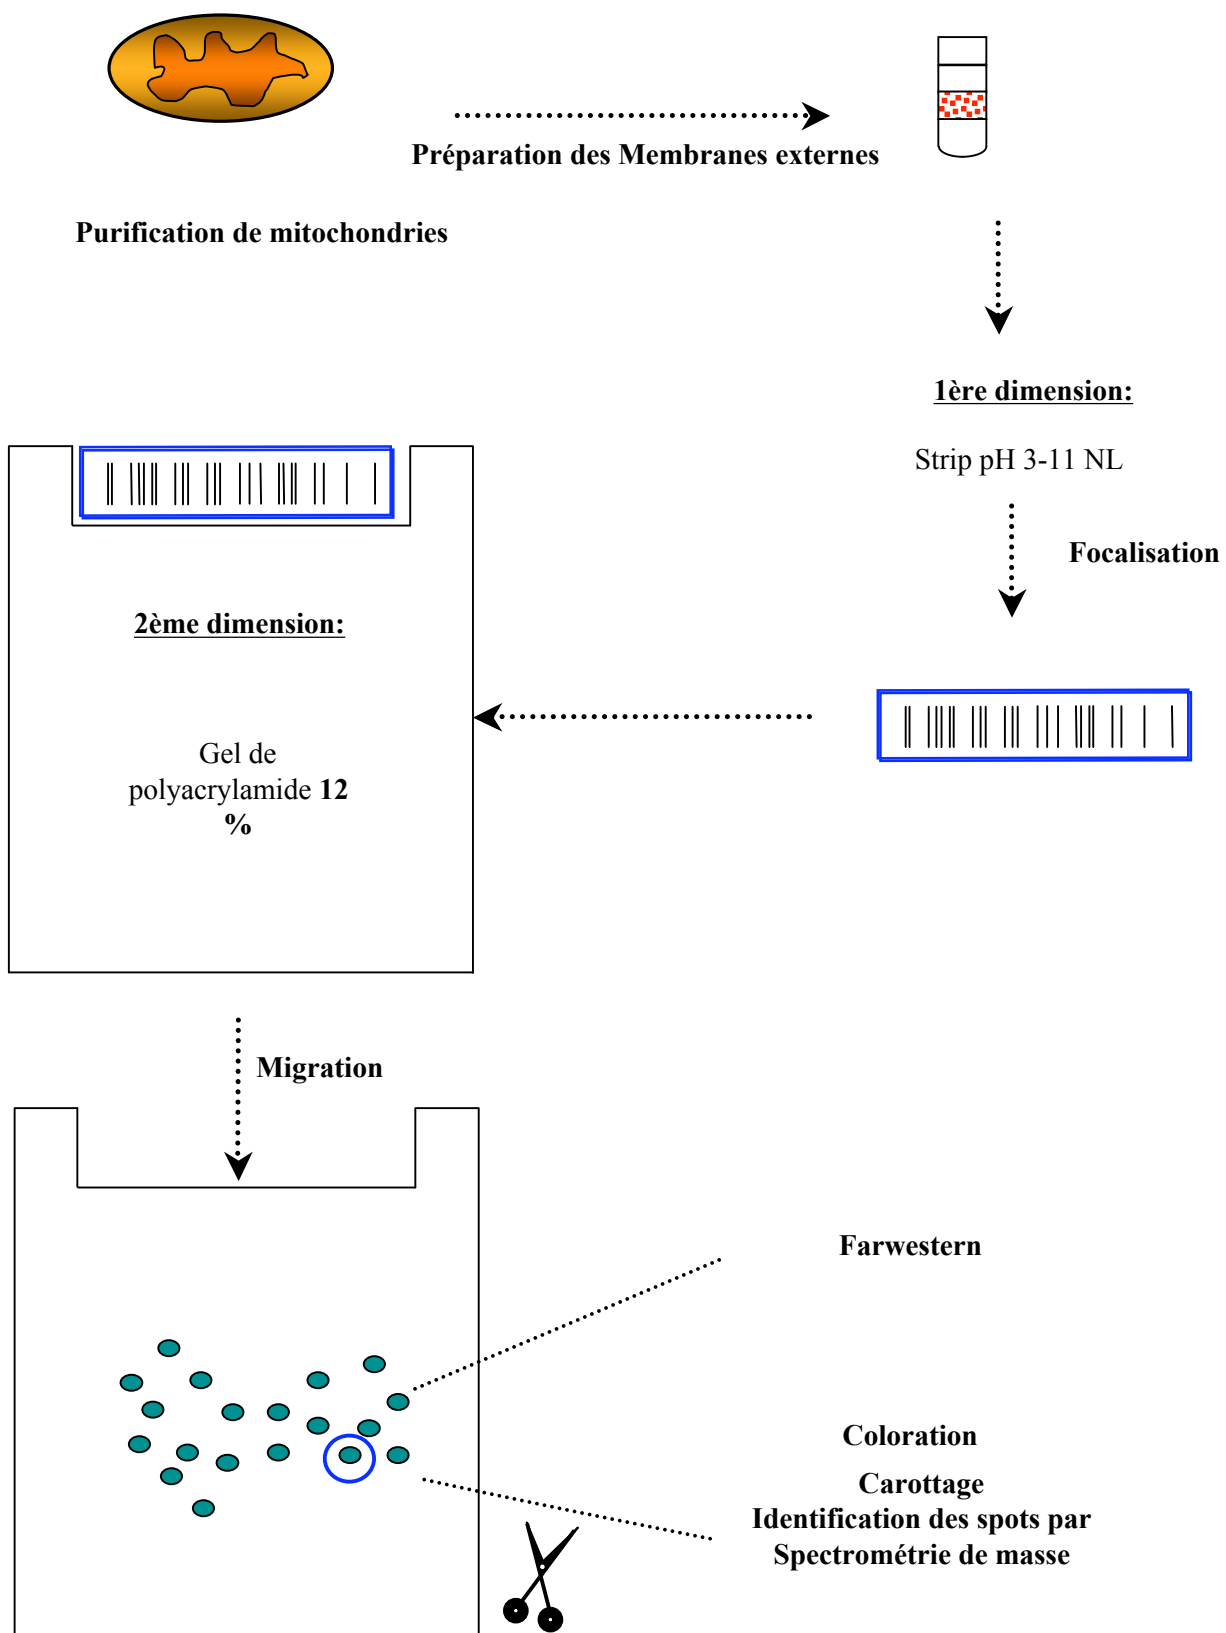 Préparation des Membranes externes
Purification de mitochondries
1ère dimension:
Strip pH 3-11 NL
Focalisation
2ème dimension:
Gel de
polyacrylamide 12
%
Migration
Farwestern
Coloration
Carottage
Identification des spots par
Spectrométrie de masse